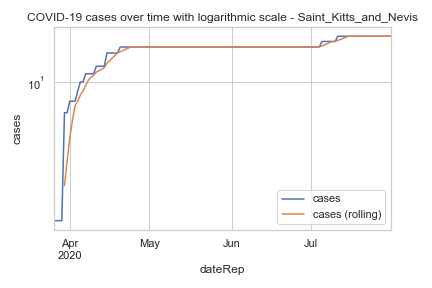 COVID-19 cases over time with logarithmic scale - Saint_Kitts_and_Nevis
10¹
cases
cases
cases (rolling)
Apr May Jun Jul
2020
dateRep